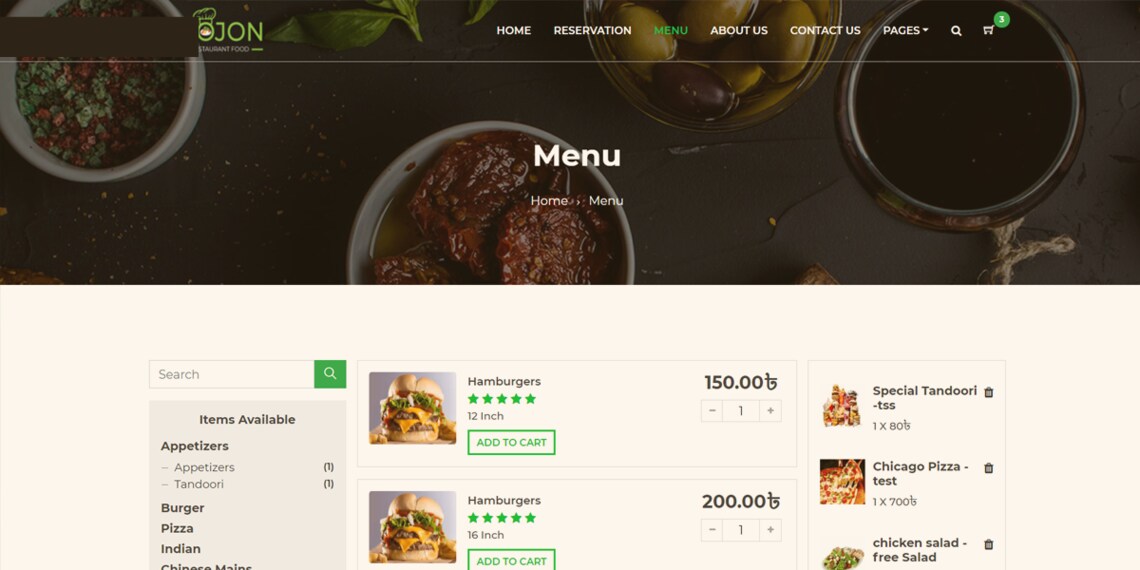 OJON
STAURANT FOOD
HOME RESERVATION MENU ABOUT US CONTACT US PAGES 3
Menu
Home › Menu
Search
Items Available
Appetizers
– Appetizers (1)
– Tandoori (1)
Burger
Pizza
Indian
Chinese Mains
Hamburgers
12 Inch
ADD TO CART
150.00৳
− 1 +
Hamburgers
16 Inch
ADD TO CART
200.00৳
− 1 +
Special Tandoori
-tss
1 X 80৳
Chicago Pizza -
test
1 X 700৳
chicken salad -
free Salad